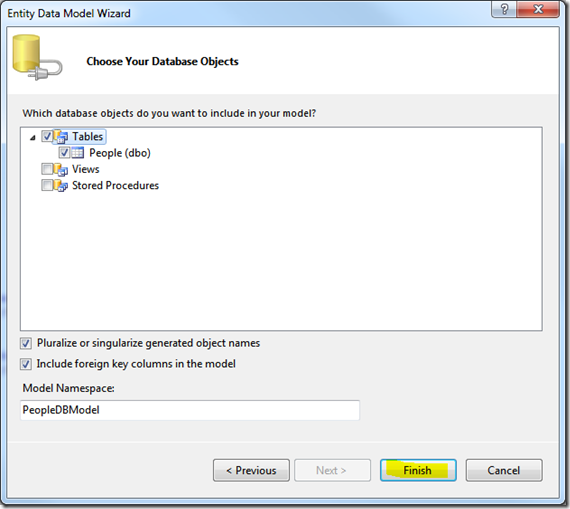 Entity Data Model Wizard
Choose Your Database Objects
Which database objects do you want to include in your model?
Tables
People (dbo)
Views
Stored Procedures
Pluralize or singularize generated object names
Include foreign key columns in the model
Model Namespace:
PeopleDBModel
< Previous Next > Finish Cancel